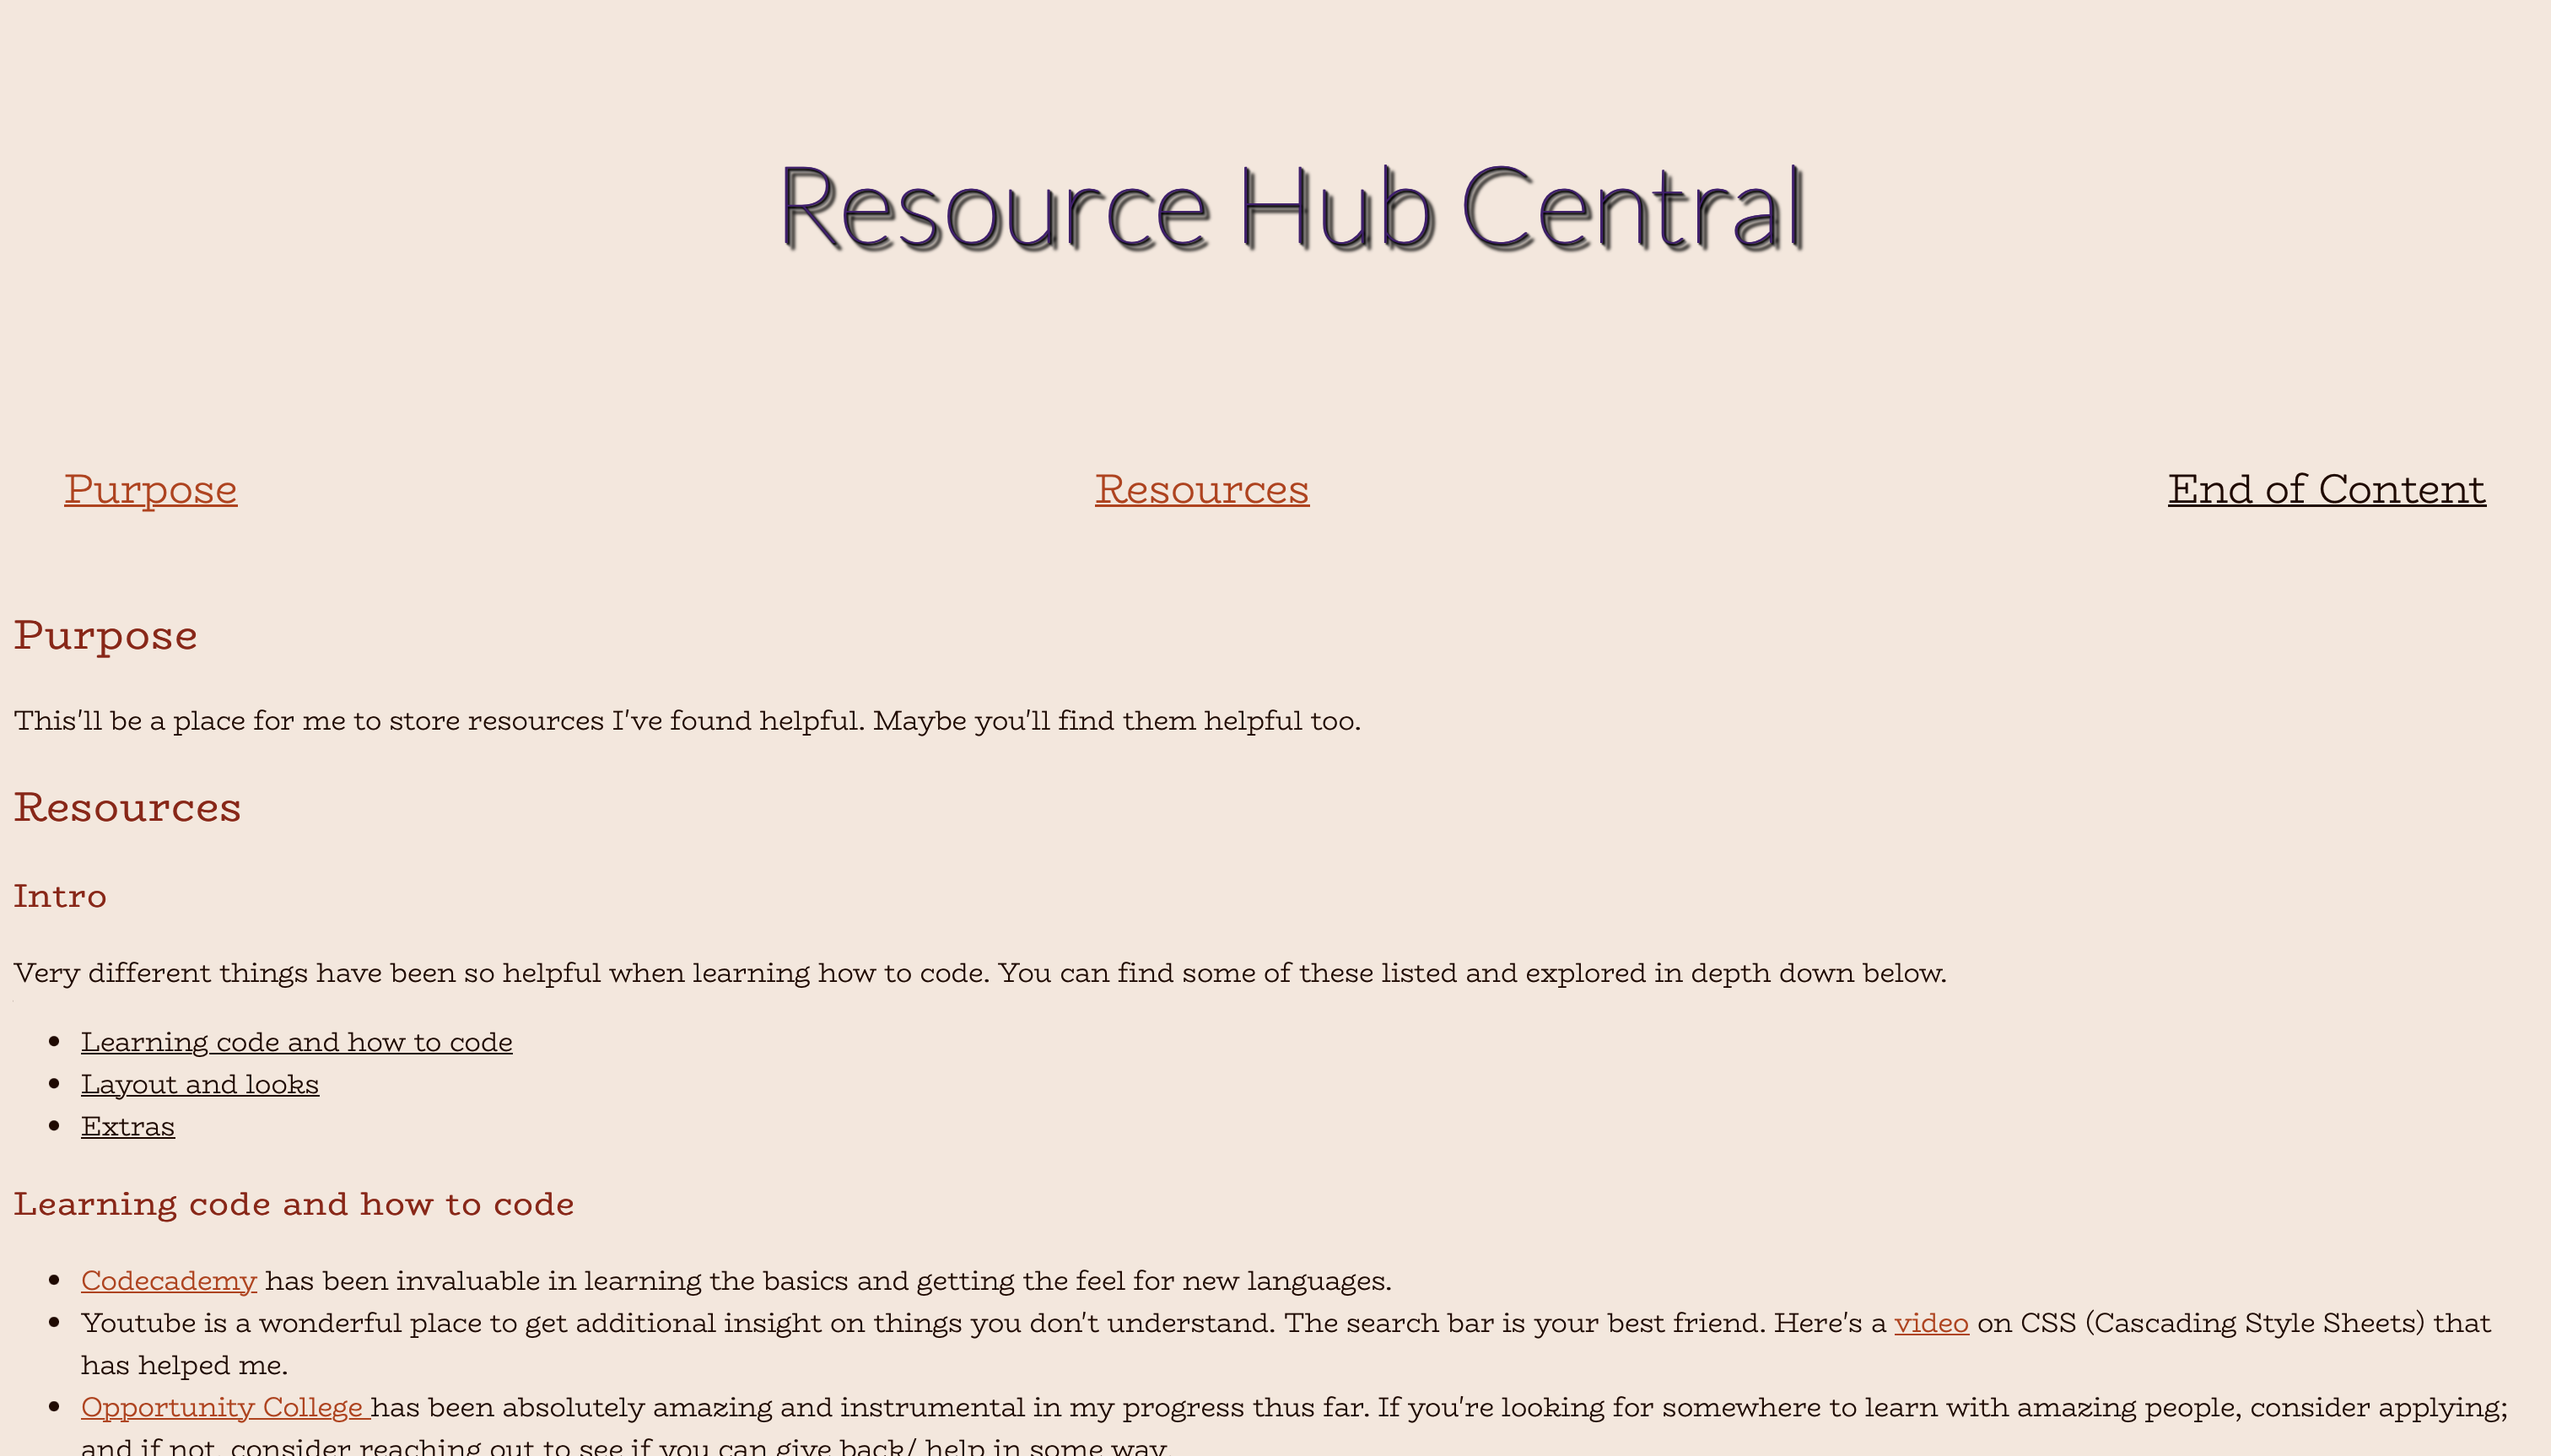 Resource Hub Central
Purpose
Resources
End of Content
Purpose
This'll be a place for me to store resources I've found helpful. Maybe you'll find them helpful too.
Resources
Intro
Very different things have been so helpful when learning how to code. You can find some of these listed and explored in depth down below.
Learning code and how to code
Layout and looks
Extras
Learning code and how to code
Codecademy has been invaluable in learning the basics and getting the feel for new languages.
Youtube is a wonderful place to get additional insight on things you don't understand. The search bar is your best friend. Here's a video on CSS (Cascading Style Sheets) that
has helped me.
Opportunity College has been absolutely amazing and instrumental in my progress thus far. If you're looking for somewhere to learn with amazing people, consider applying;
and if not, consider reaching out to see if you can give back/ help in some way.